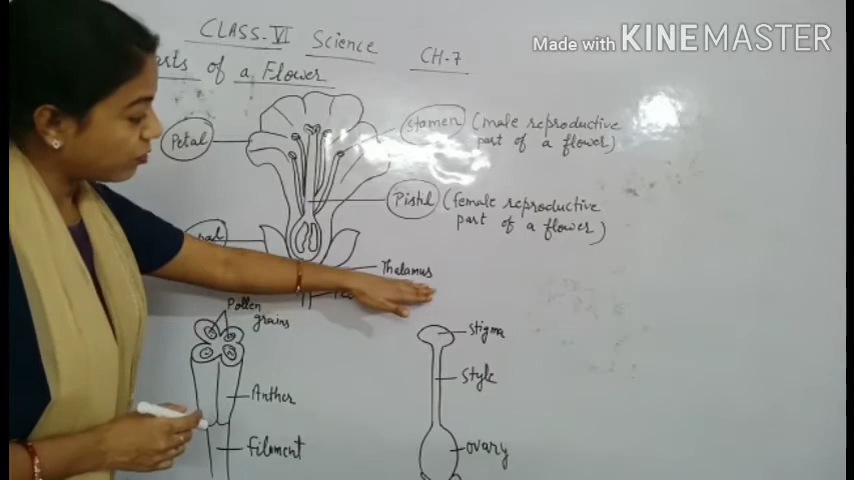 Made with KINEMASTER
CLASS-VI Science CH-7
of a Flower
Petal
stamen (male reproductive
part of a flower)
Pistil (female reproductive
part of a flower)
Thalamus
Pollen
grains
Anther
Filament
stigma
style
ovary